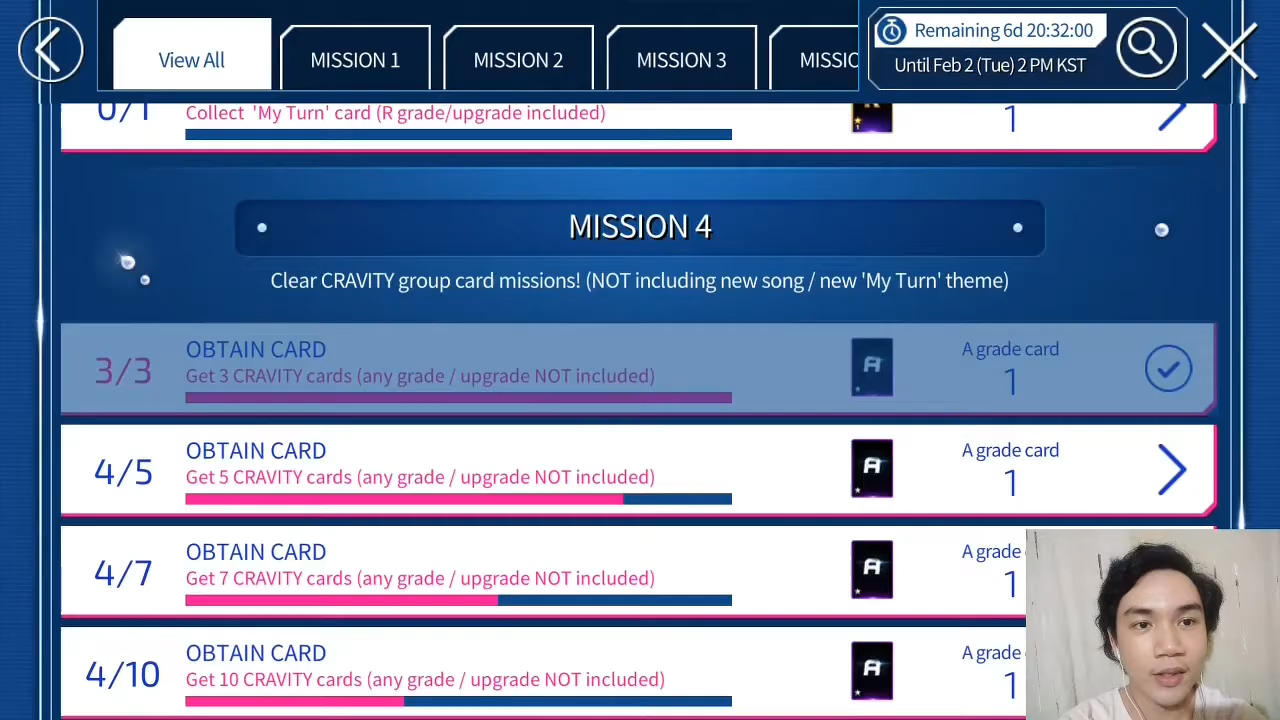 View All
MISSION 1
MISSION 2
MISSION 3
MISSIO
Remaining 6d 20:32:00
Until Feb 2 (Tue) 2 PM KST
0/1
Collect 'My Turn' card (R grade/upgrade included)
1
MISSION 4
Clear CRAVITY group card missions! (NOT including new song / new 'My Turn' theme)
3/3
OBTAIN CARD
Get 3 CRAVITY cards (any grade / upgrade NOT included)
A
A grade card
1
4/5
OBTAIN CARD
Get 5 CRAVITY cards (any grade / upgrade NOT included)
A
A grade card
1
4/7
OBTAIN CARD
Get 7 CRAVITY cards (any grade / upgrade NOT included)
A
A grade
1
4/10
OBTAIN CARD
Get 10 CRAVITY cards (any grade / upgrade NOT included)
A
A grade
1